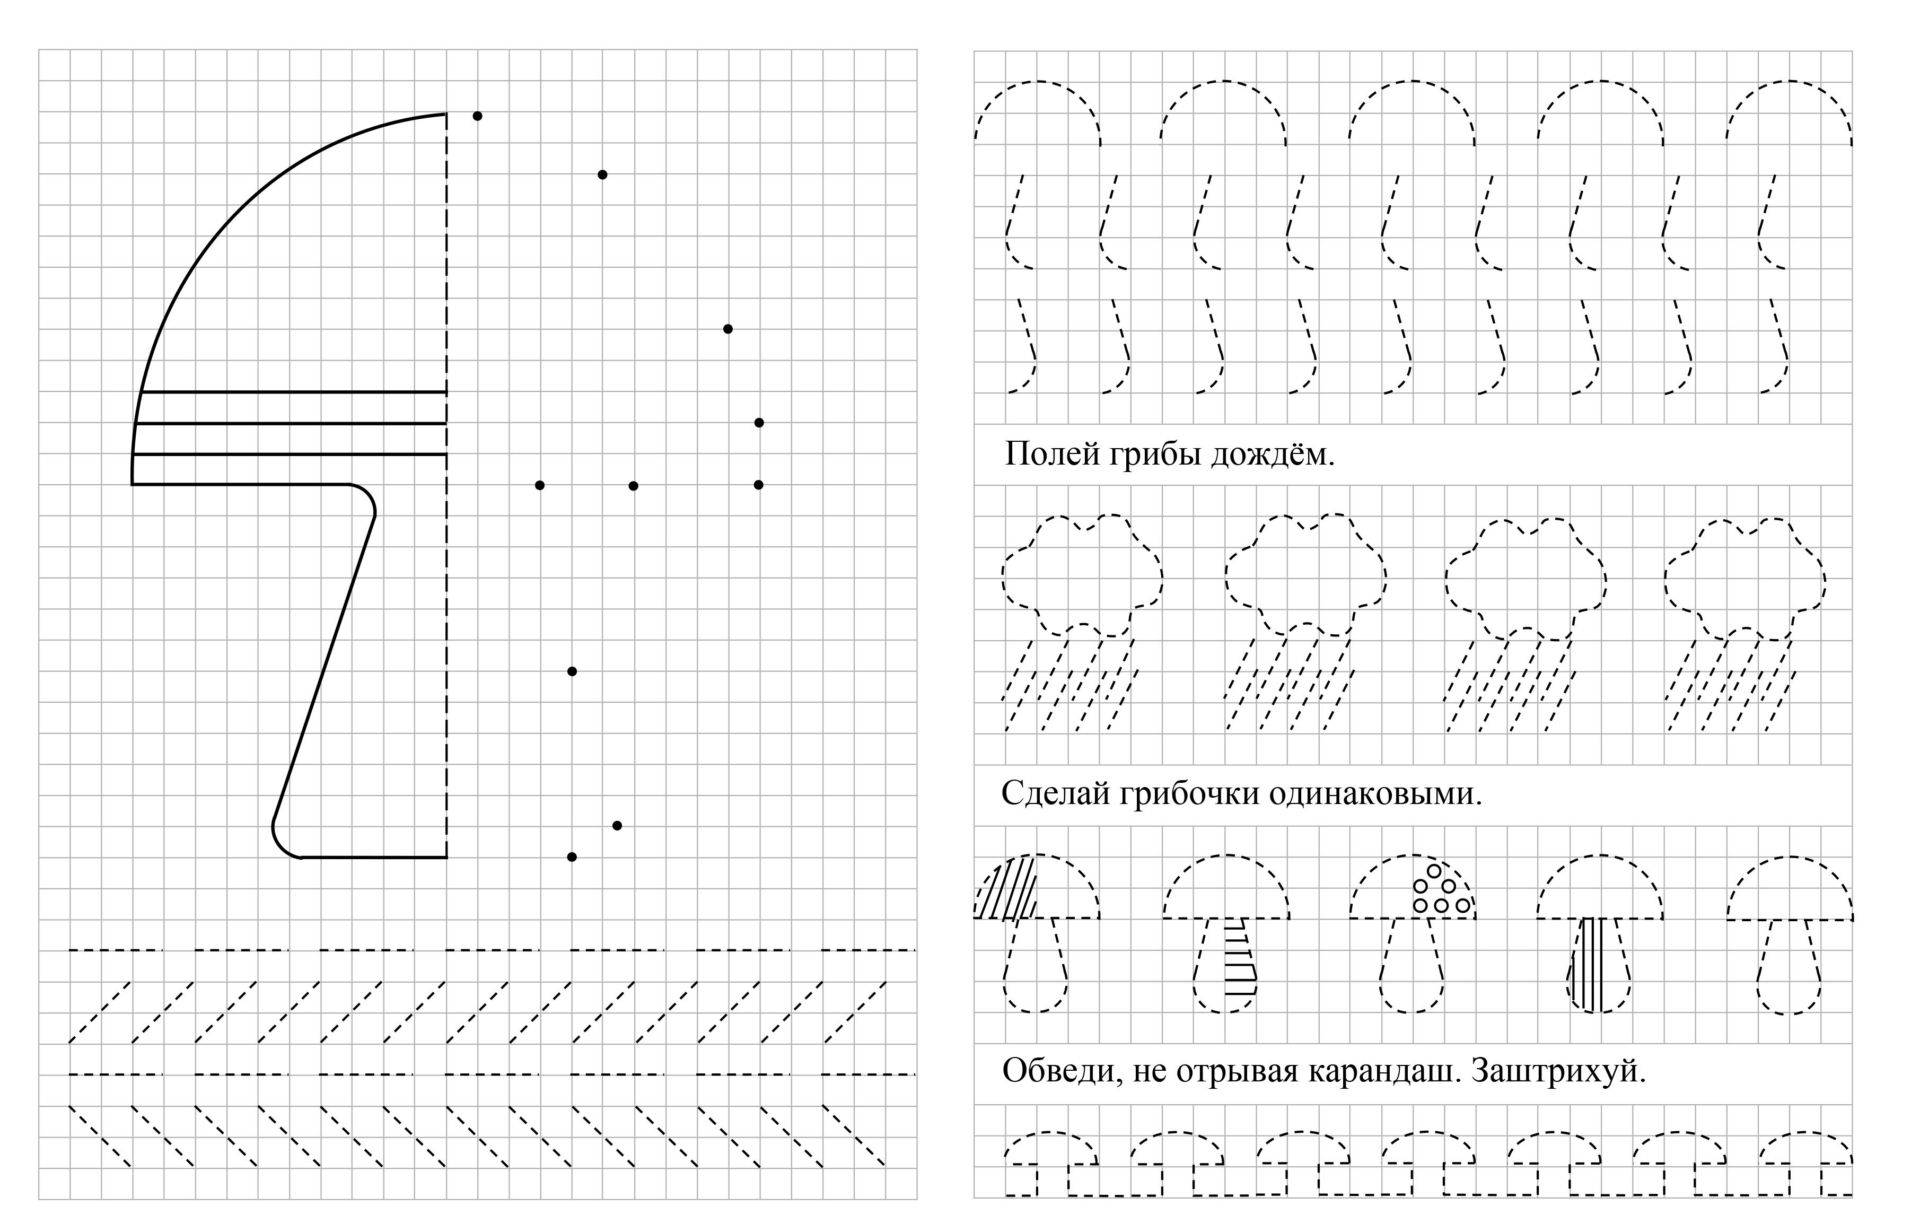 Полей грибы дождём.
Сделай грибочки одинаковыми.
Обведи, не отрывая карандаш. Заштрихуй.